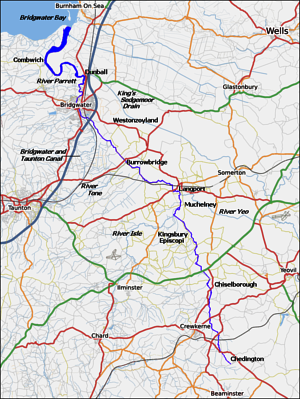 Burnham On Sea
Bridgwater Bay
Wells
Combwich
Dunball
River Parrett
Glastonbury
King's
Sedgemoor
Drain
Bridgwater
Westonzoyland
Bridgwater and
Taunton Canal
Burrowbridge
Somerton
River
Tone
Langport
Muchelney
Taunton
River Yeo
River Isle
Kingsbury
Episcopi
Yeovil
Ilminster
Chiselborough
Crewkerne
Chard
Chedington
Beaminster